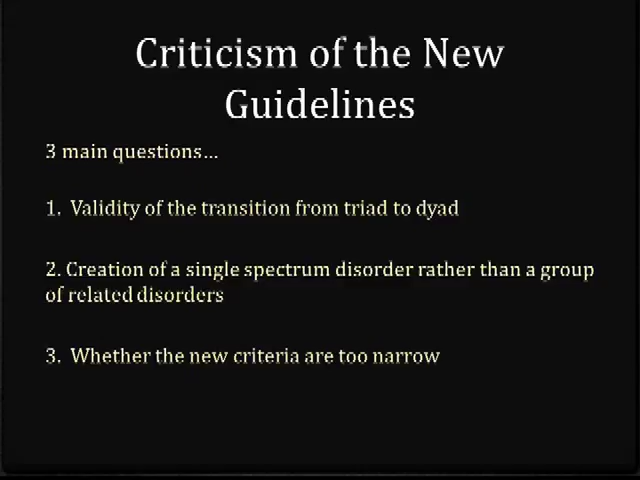 Criticism of the New
Guidelines
3 main questions…
1.  Validity of the transition from triad to dyad
2. Creation of a single spectrum disorder rather than a group
of related disorders
3.  Whether the new criteria are too narrow